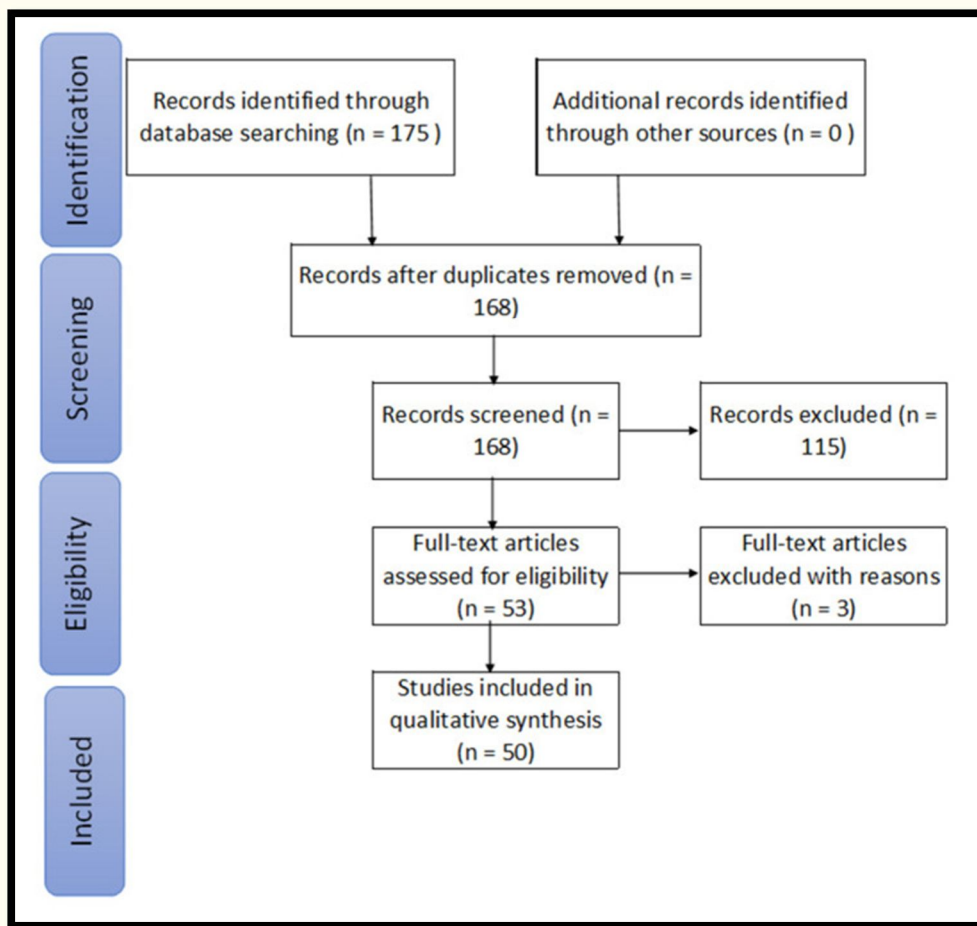 Identification
Records identified through
database searching (n = 175 )
Additional records identified
through other sources (n = 0 )
Screening
Records after duplicates removed (n =
168)
Records screened (n =
168)
Records excluded (n =
115)
Eligibility
Full-text articles
assessed for eligibility
(n = 53)
Full-text articles
excluded with reasons
(n = 3)
Included
Studies included in
qualitative synthesis
(n = 50)